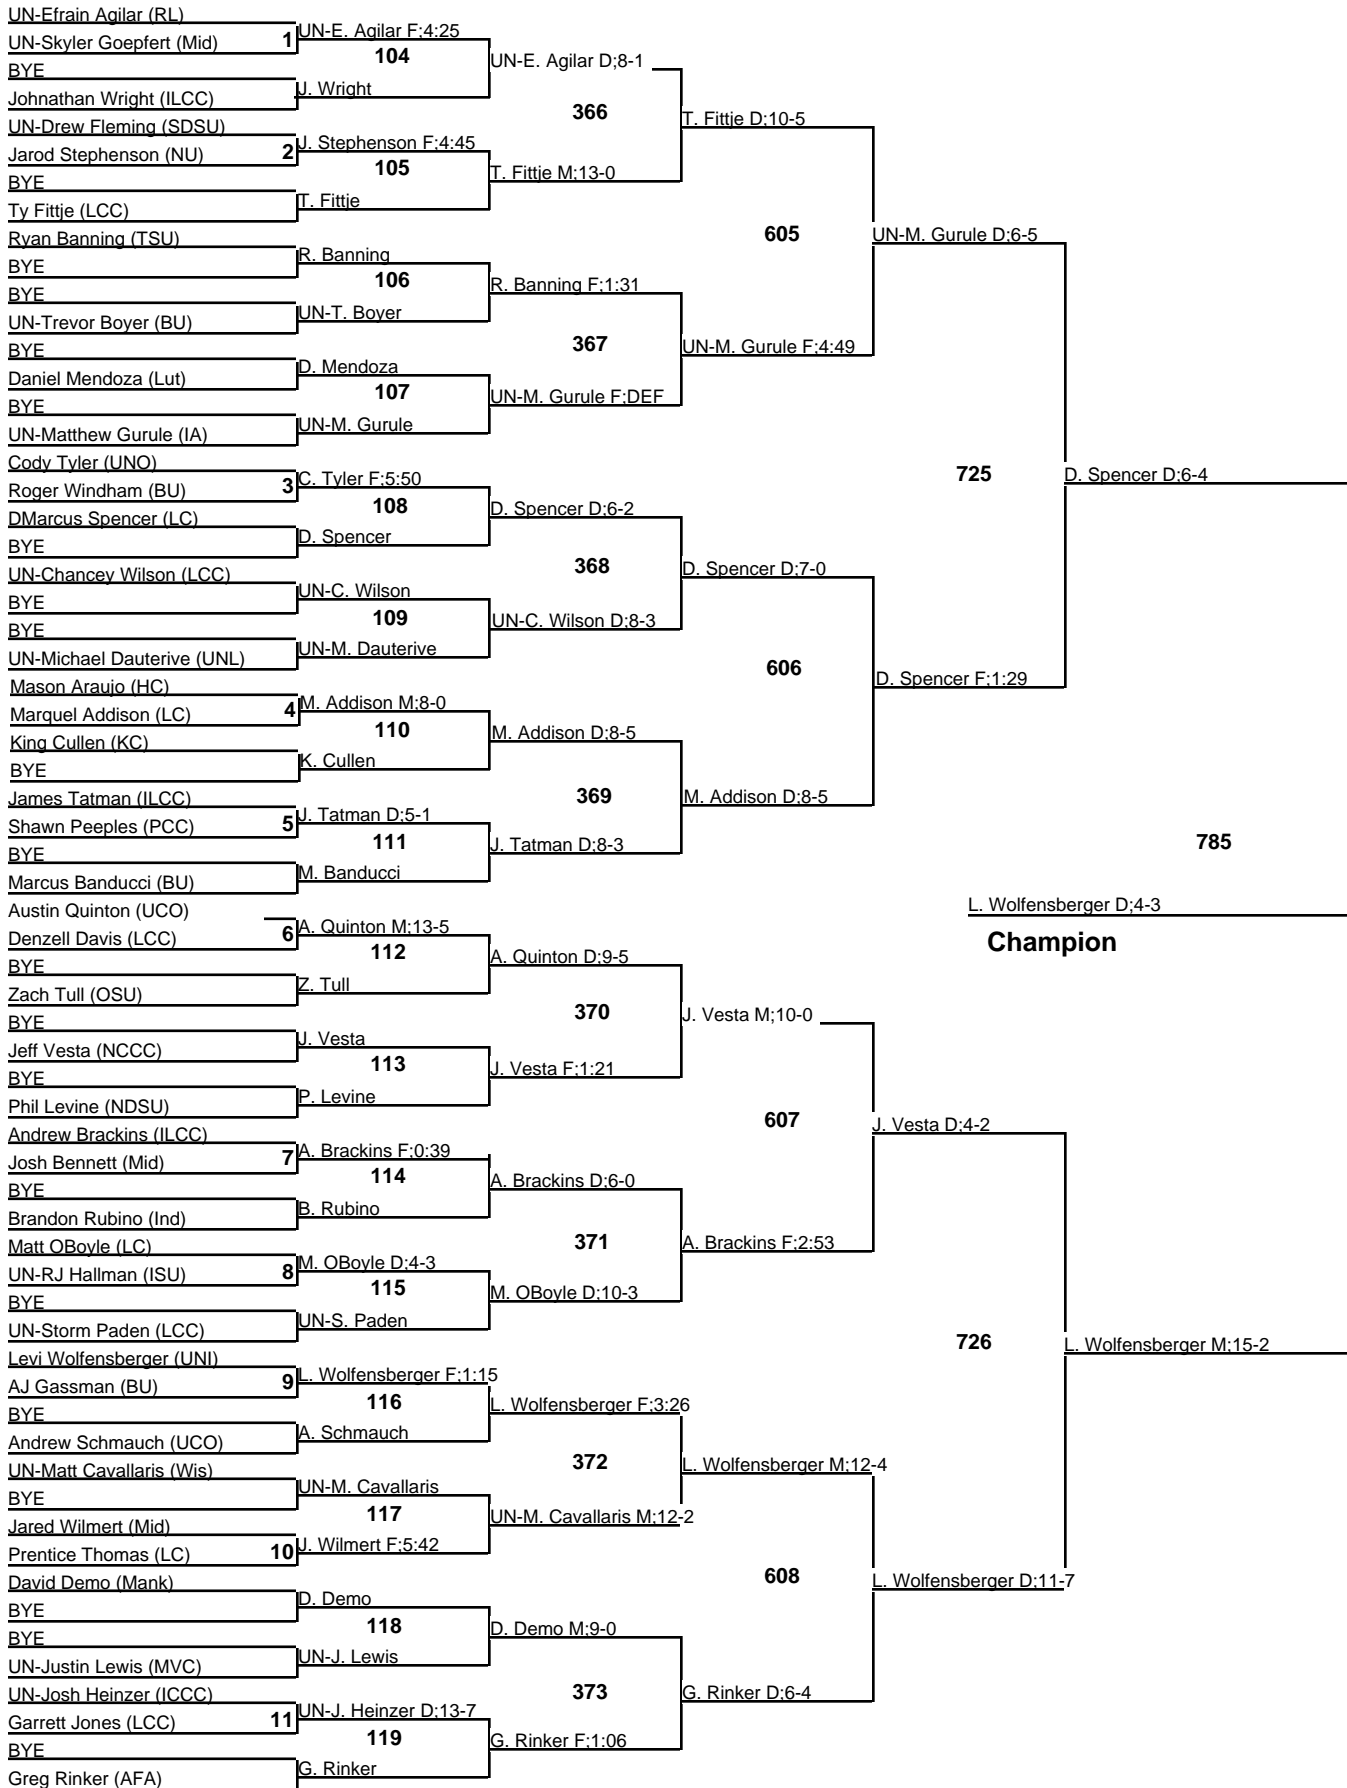 UN-Efrain Agilar (RL)
UN-Skyler Goepfert (Mid)
BYE
Johnathan Wright (ILCC)
UN-Drew Fleming (SDSU)
Jarod Stephenson (NU)
BYE
Ty Fittje (LCC)
Ryan Banning (TSU)
BYE
BYE
UN-Trevor Boyer (BU)
BYE
Daniel Mendoza (Lut)
BYE
UN-Matthew Gurule (IA)
Cody Tyler (UNO)
Roger Windham (BU)
DMarcus Spencer (LC)
BYE
UN-Chancey Wilson (LCC)
BYE
BYE
UN-Michael Dauterive (UNL)
Mason Araujo (HC)
Marquel Addison (LC)
King Cullen (KC)
BYE
James Tatman (ILCC)
Shawn Peeples (PCC)
BYE
Marcus Banducci (BU)
Austin Quinton (UCO)
Denzell Davis (LCC)
BYE
Zach Tull (OSU)
BYE
Jeff Vesta (NCCC)
BYE
Phil Levine (NDSU)
Andrew Brackins (ILCC)
Josh Bennett (Mid)
BYE
Brandon Rubino (Ind)
Matt OBoyle (LC)
UN-RJ Hallman (ISU)
BYE
UN-Storm Paden (LCC)
Levi Wolfensberger (UNI)
AJ Gassman (BU)
BYE
Andrew Schmauch (UCO)
UN-Matt Cavallaris (Wis)
BYE
Jared Wilmert (Mid)
Prentice Thomas (LC)
David Demo (Mank)
BYE
BYE
UN-Justin Lewis (MVC)
UN-Josh Heinzer (ICCC)
Garrett Jones (LCC)
BYE
Greg Rinker (AFA)
1
2
3
4
5
6
7
8
9
10
11
UN-E. Agilar F;4:25
104
J. Wright
J. Stephenson F;4:45
105
T. Fittje
R. Banning
106
UN-T. Boyer
D. Mendoza
107
UN-M. Gurule
C. Tyler F;5:50
108
D. Spencer
UN-C. Wilson
109
UN-M. Dauterive
M. Addison M;8-0
110
K. Cullen
J. Tatman D;5-1
111
M. Banducci
A. Quinton M;13-5
112
Z. Tull
J. Vesta
113
P. Levine
A. Brackins F;0:39
114
B. Rubino
M. OBoyle D;4-3
115
UN-S. Paden
L. Wolfensberger F;1:15
116
A. Schmauch
UN-M. Cavallaris
117
J. Wilmert F;5:42
D. Demo
118
UN-J. Lewis
UN-J. Heinzer D;13-7
119
G. Rinker
UN-E. Agilar D;8-1
366
T. Fittje M;13-0
R. Banning F;1:31
367
UN-M. Gurule F;DEF
D. Spencer D;6-2
368
UN-C. Wilson D;8-3
M. Addison D;8-5
369
J. Tatman D;8-3
A. Quinton D;9-5
370
J. Vesta F;1:21
A. Brackins D;6-0
371
M. OBoyle D;10-3
L. Wolfensberger F;3:26
372
UN-M. Cavallaris M;12-2
D. Demo M;9-0
373
G. Rinker F;1:06
T. Fittje D;10-5
605
UN-M. Gurule F;4:49
D. Spencer D;7-0
606
M. Addison D;8-5
J. Vesta M;10-0
607
A. Brackins F;2:53
L. Wolfensberger M;12-4
608
G. Rinker D;6-4
UN-M. Gurule D;6-5
725
D. Spencer F;1:29
J. Vesta D;4-2
726
L. Wolfensberger D;11-7
D. Spencer D;6-4
785
L. Wolfensberger M;15-2
L. Wolfensberger D;4-3
Champion